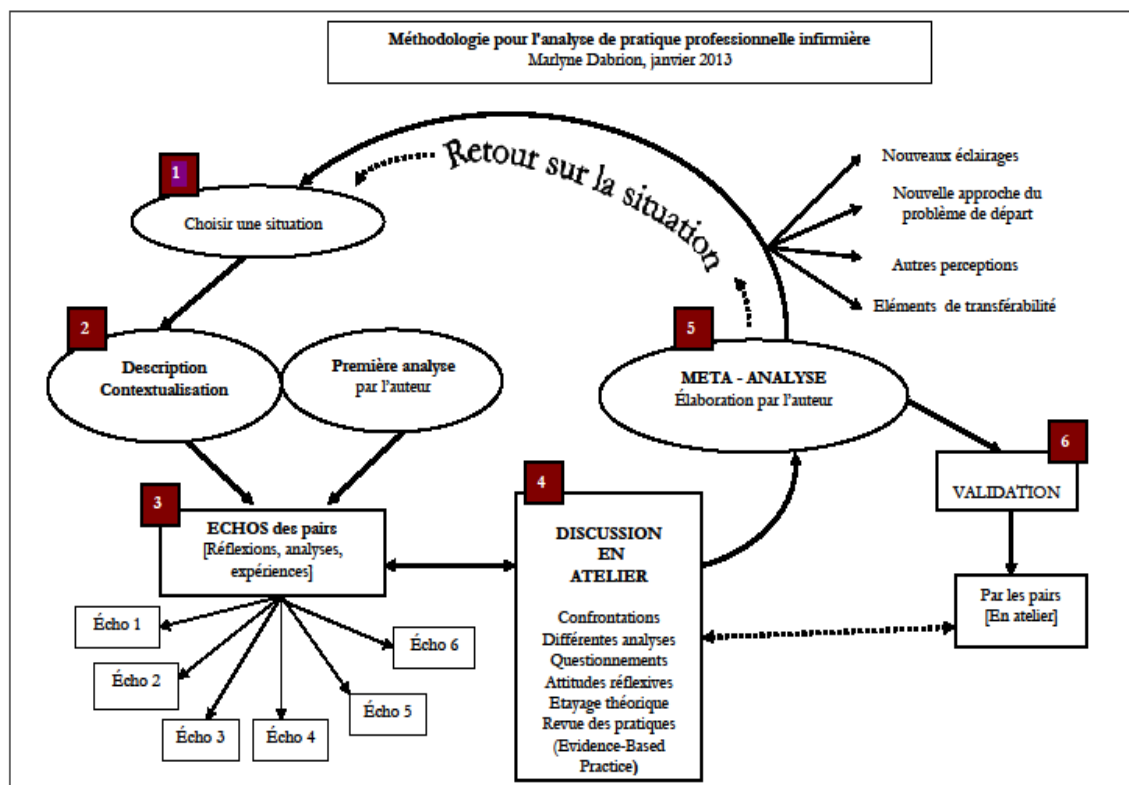 Méthodologie pour l'analyse de pratique professionnelle infirmière
Marlyne Dabrion, janvier 2013
Retour sur la situation
1
Choisir une situation
Nouveaux éclairages
Nouvelle approche du
problème de départ
Autres perceptions
Eléments de transférabilité
2
Description
Contextualisation
Première analyse
par l'auteur
5
META - ANALYSE
Élaboration par l'auteur
6
VALIDATION
Par les pairs
[En atelier]
3
ECHOS des pairs
[Réflexions, analyses,
expériences]
Écho 1
Écho 2
Écho 3
Écho 4
Écho 5
Écho 6
4
DISCUSSION
EN
ATELIER
Confrontations
Différentes analyses
Questionnements
Attitudes réflexives
Etayage théorique
Revue des pratiques
(Evidence-Based
Practice)